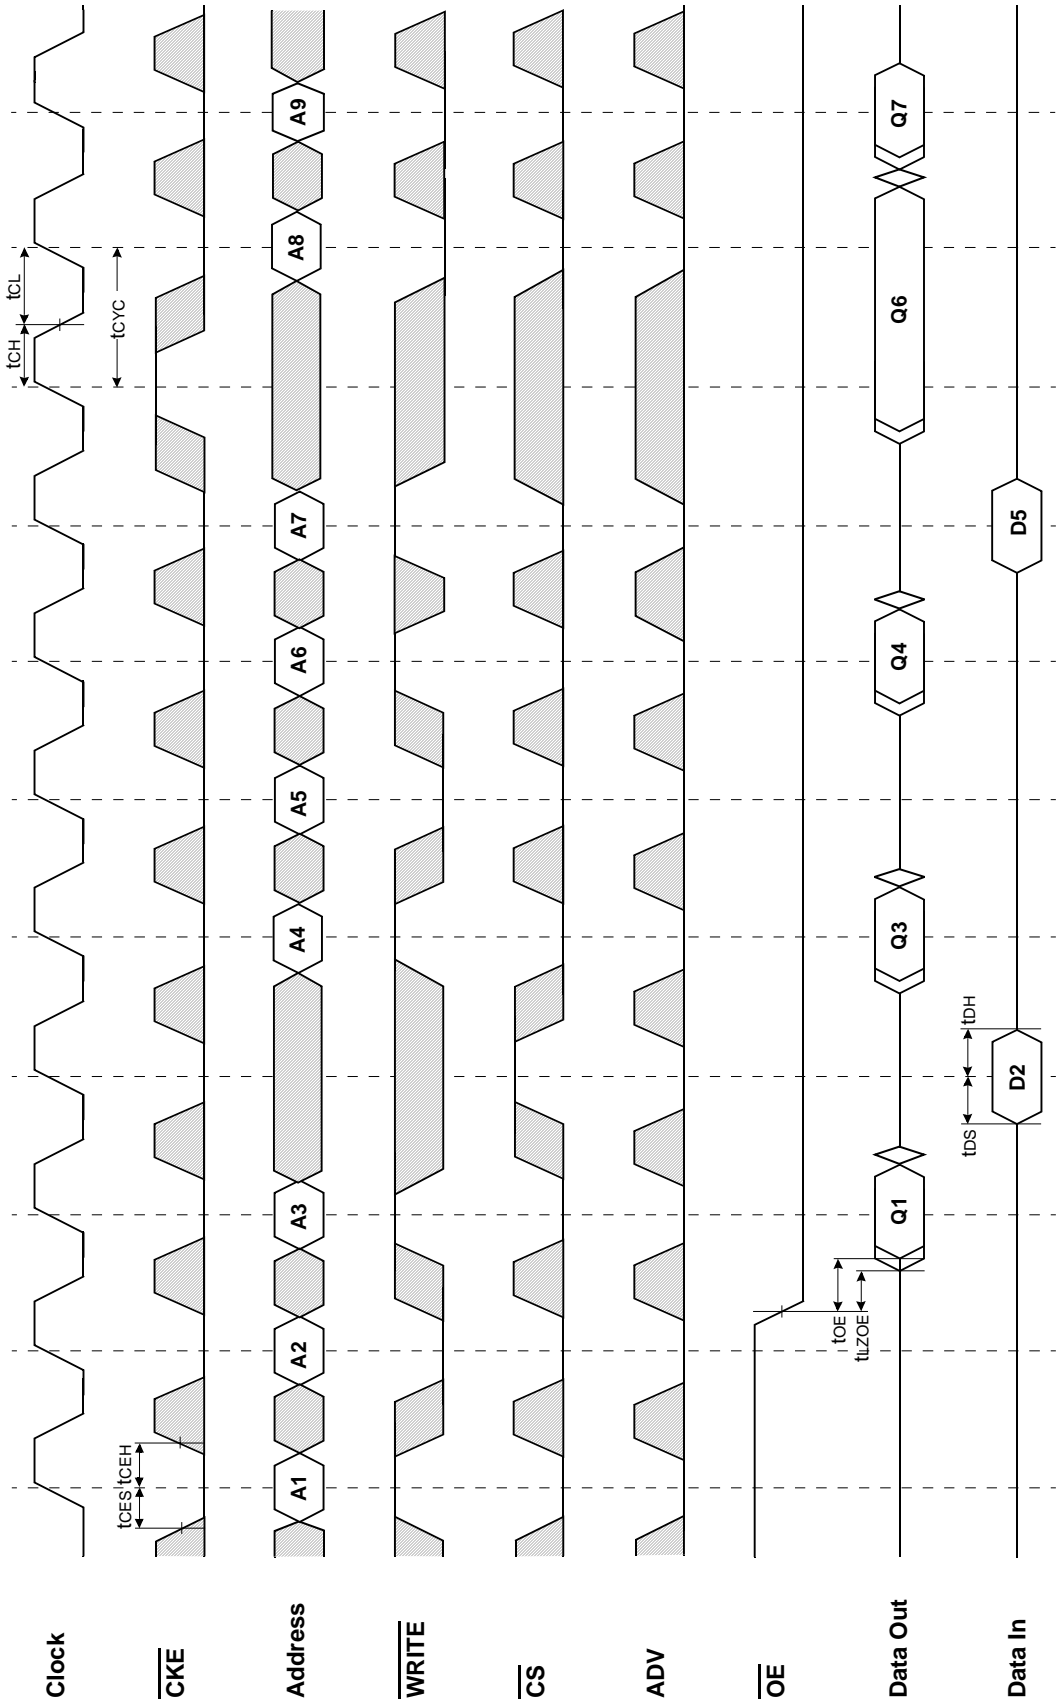 Clock
tCH tCL
tCYC
CKE
tCES tCEH
Address
A1 A2 A3 A4 A5 A6 A7 A8 A9
WRITE
CS
ADV
OE
tOE
tLZOE
Data Out
Q1 Q3 Q4 Q6 Q7
Data In
tDS tDH
D2 D5